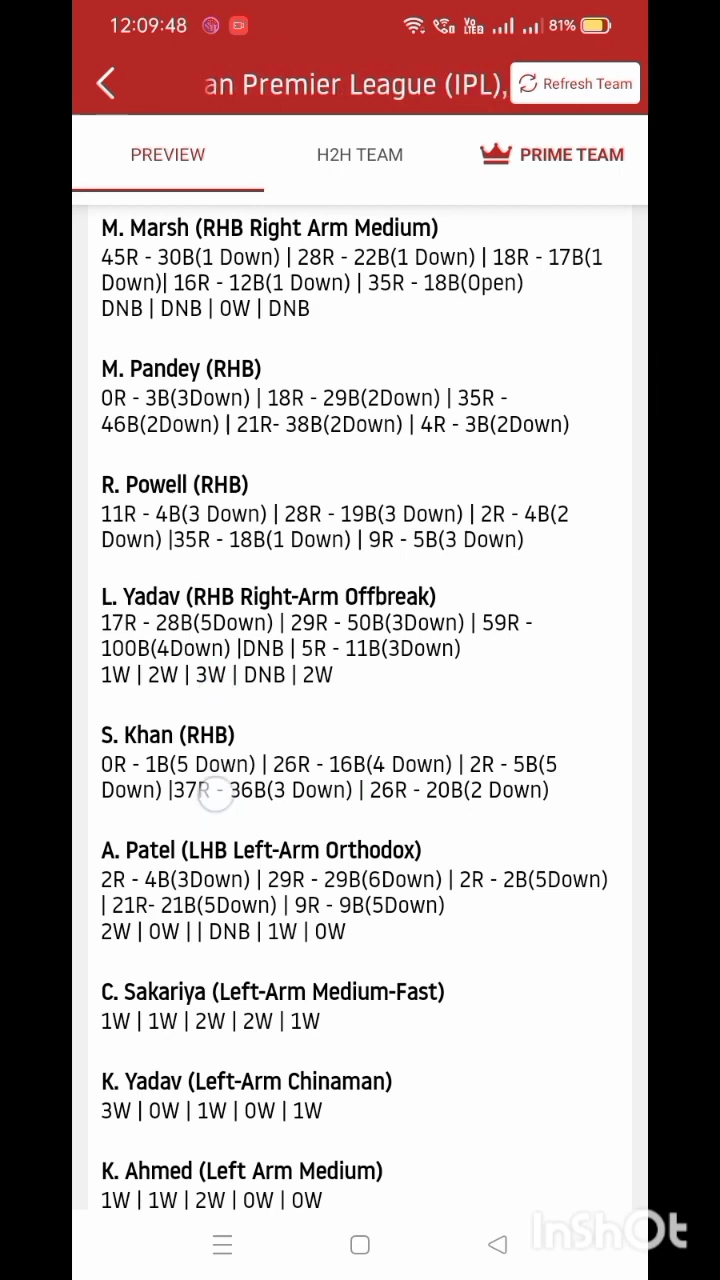 12:09:48
81%
an Premier League (IPL),
Refresh Team
PREVIEW
H2H TEAM
PRIME TEAM
M. Marsh (RHB Right Arm Medium)
45R - 30B(1 Down) | 28R - 22B(1 Down) | 18R - 17B(1
Down)| 16R - 12B(1 Down) | 35R - 18B(Open)
DNB | DNB | 0W | DNB
M. Pandey (RHB)
0R - 3B(3Down) | 18R - 29B(2Down) | 35R -
46B(2Down) | 21R- 38B(2Down) | 4R - 3B(2Down)
R. Powell (RHB)
11R - 4B(3 Down) | 28R - 19B(3 Down) | 2R - 4B(2
Down) |35R - 18B(1 Down) | 9R - 5B(3 Down)
L. Yadav (RHB Right-Arm Offbreak)
17R - 28B(5Down) | 29R - 50B(3Down) | 59R -
100B(4Down) |DNB | 5R - 11B(3Down)
1W | 2W | 3W | DNB | 2W
S. Khan (RHB)
0R - 1B(5 Down) | 26R - 16B(4 Down) | 2R - 5B(5
Down) |37R - 36B(3 Down) | 26R - 20B(2 Down)
A. Patel (LHB Left-Arm Orthodox)
2R - 4B(3Down) | 29R - 29B(6Down) | 2R - 2B(5Down)
| 21R- 21B(5Down) | 9R - 9B(5Down)
2W | 0W | | DNB | 1W | 0W
C. Sakariya (Left-Arm Medium-Fast)
1W | 1W | 2W | 2W | 1W
K. Yadav (Left-Arm Chinaman)
3W | 0W | 1W | 0W | 1W
K. Ahmed (Left Arm Medium)
1W | 1W | 2W | 0W | 0W
InShOt